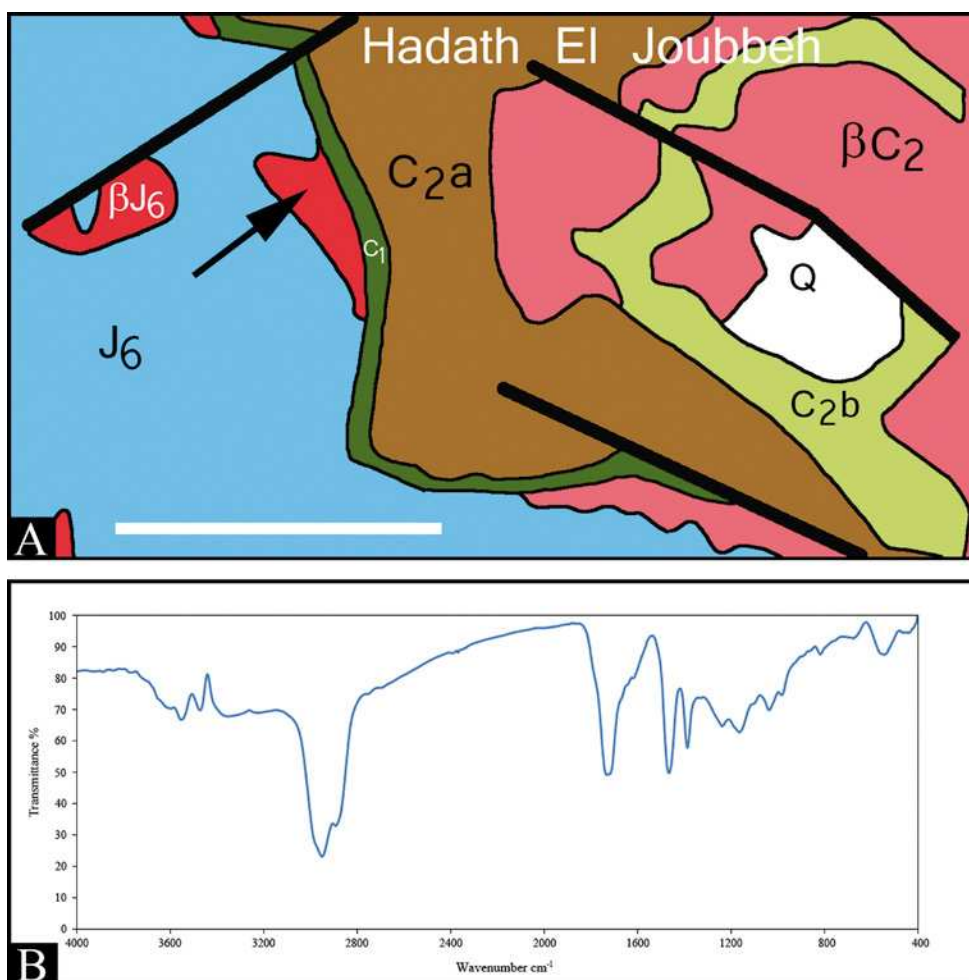 Hadath El Joubbeh
βC₂
C₂a
βJ₆
C₁
Q
J₆
C₂b
A
100
90
80
70
60
50
40
30
20
10
0
Transmittance %
4000 3600 3200 2800 2400 2000 1600 1200 800 400
Wavenumber cm⁻¹
B